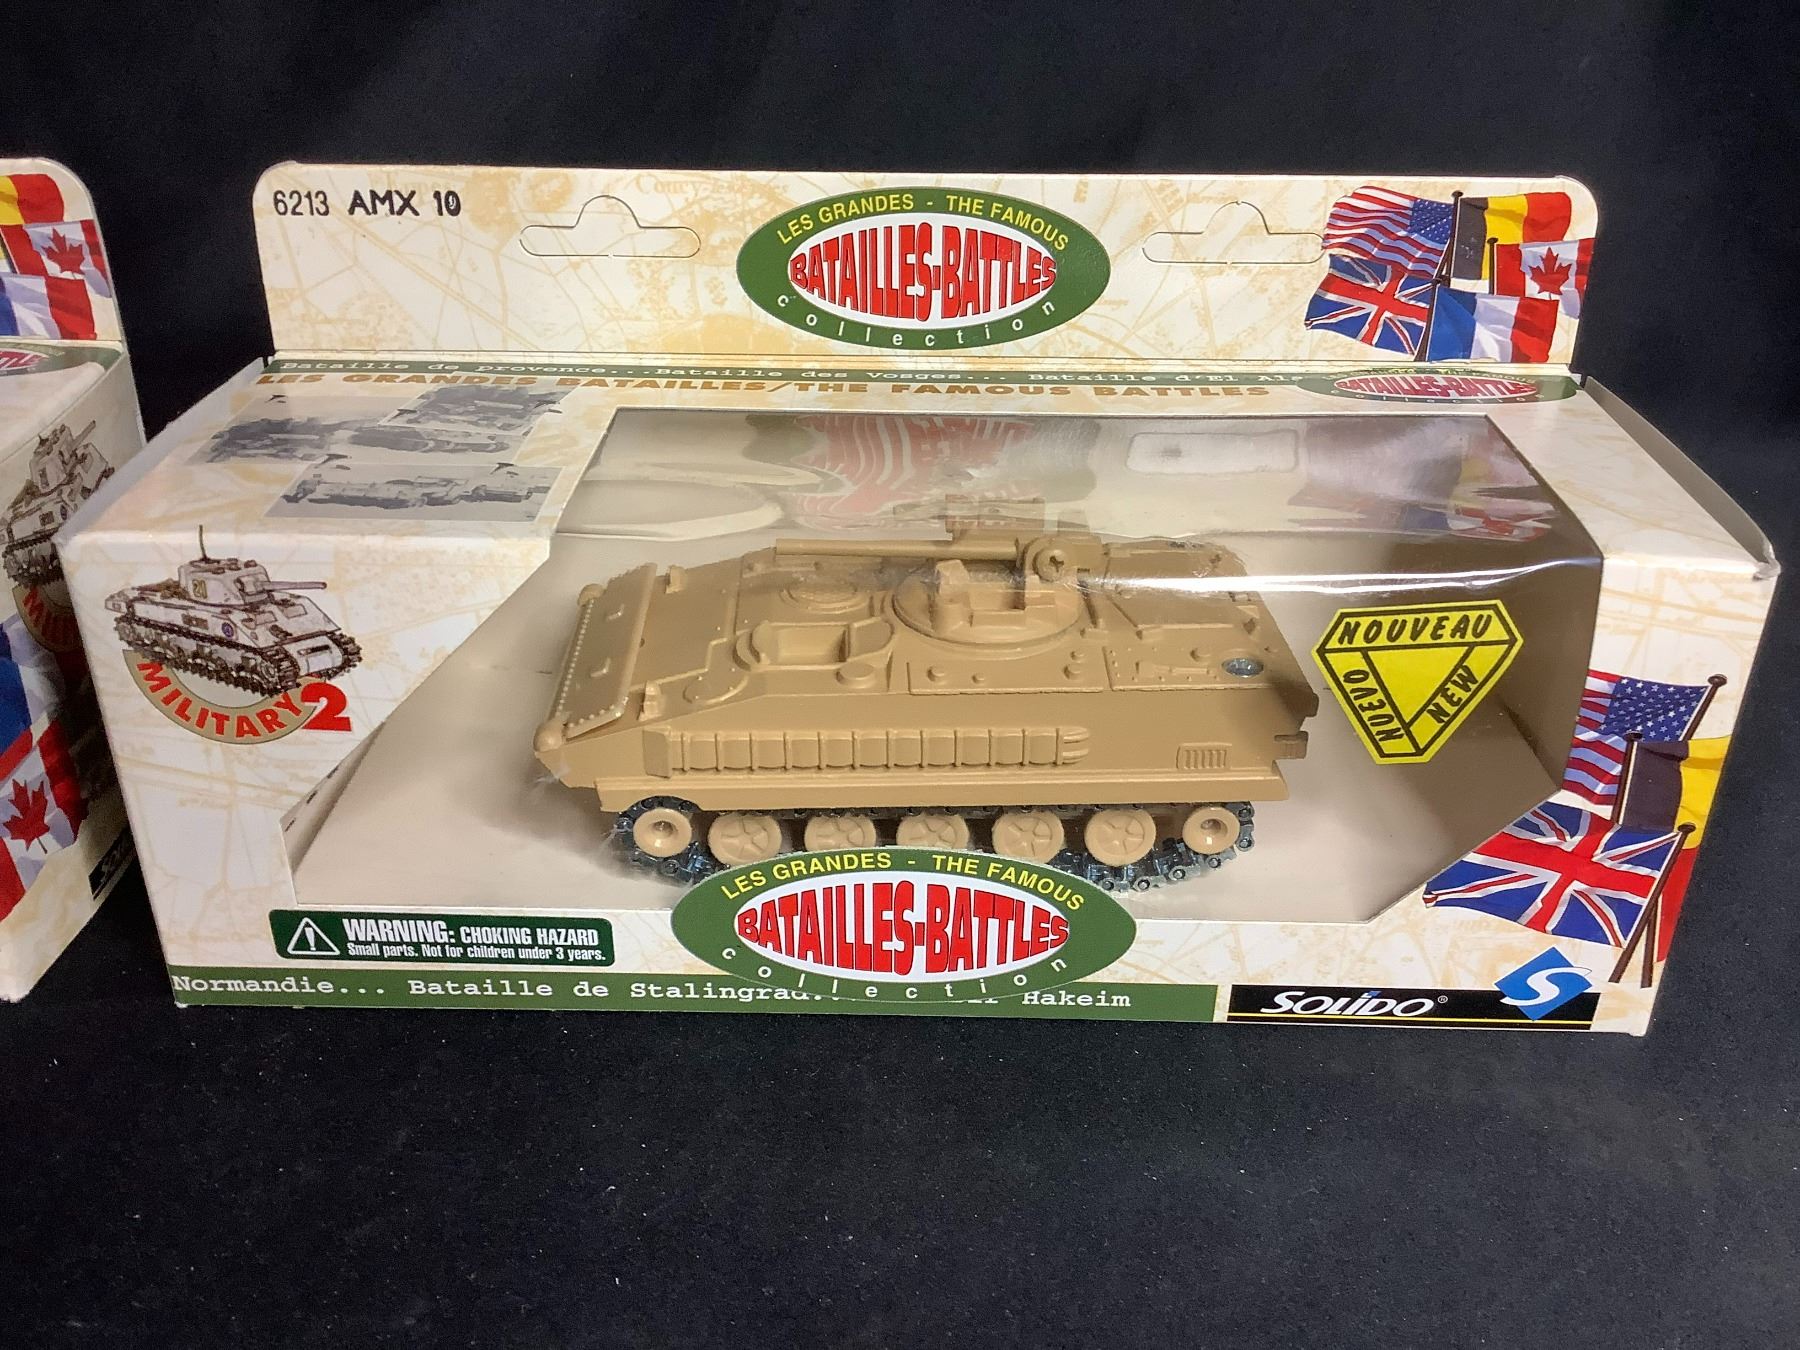 6213 AMX 10
LES GRANDES - THE FAMOUS
BATAILLES-BATTLES
collection
Bataille de provence...Bataille des vosges... Bataille d'El Ala
LES GRANDES BATAILLES/THE FAMOUS BATTLES
BATAILLES-BATTLES
MILITARY 2
NOUVEAU
NUEVO
NEW
LES GRANDES - THE FAMOUS
BATAILLES-BATTLES
collection
WARNING: CHOKING HAZARD
Small parts. Not for children under 3 years.
Normandie... Bataille de Stalingrad... Hakeim
SOLIDO®